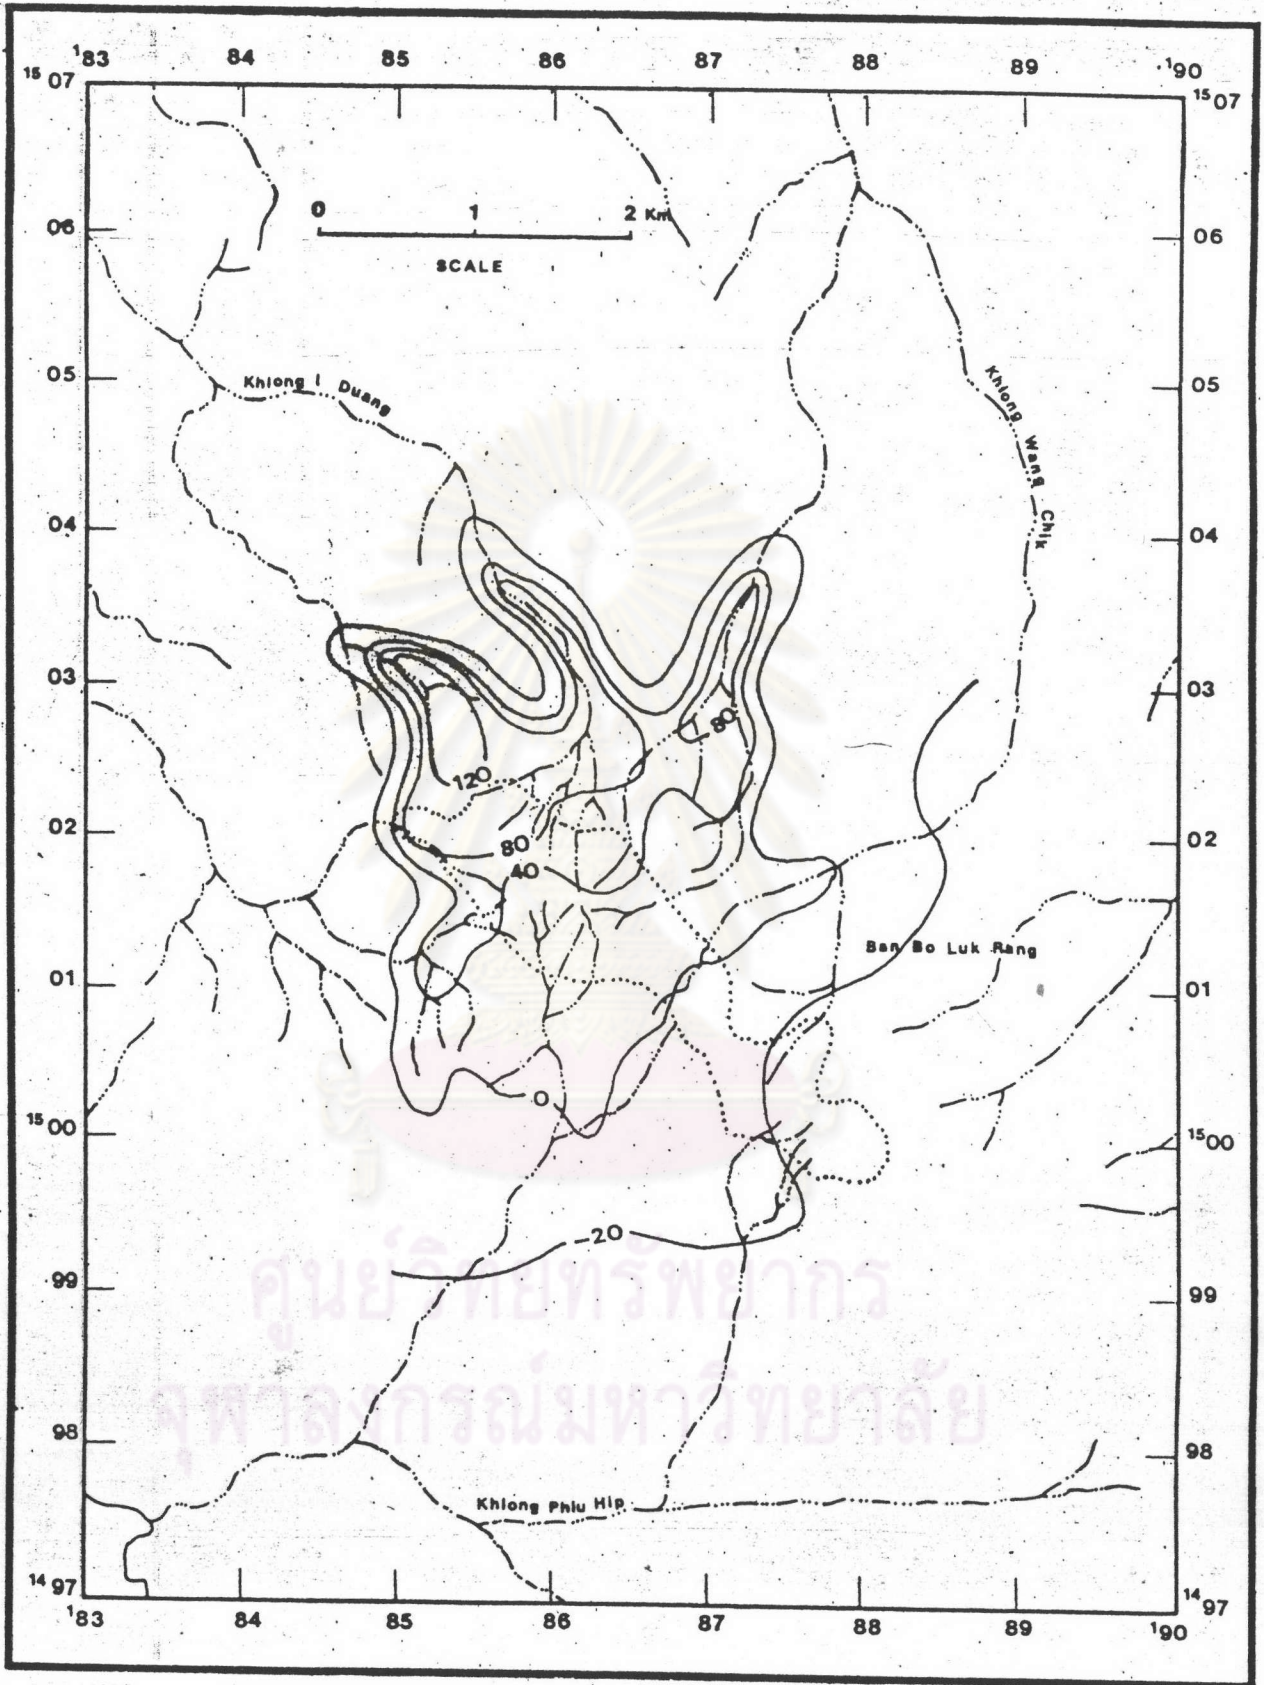 183 84 85 86 87 88 89 190
15 07 15 07
0 1 2 Km
06 06
SCALE
05 05
Khlong I Duang
Khlong Wang Chik
04 04
03 03
80
120
02 02
80
40
Ban Bo Luk Rang
01 01
0
15 00 15 00
-20
99 99
ศูนย์วิทยทรัพยากร
จุฬาลงกรณ์มหาวิทยาลัย
98 98
Khlong Phlu Hip
14 97 14 97
183 84 85 86 87 88 89 190